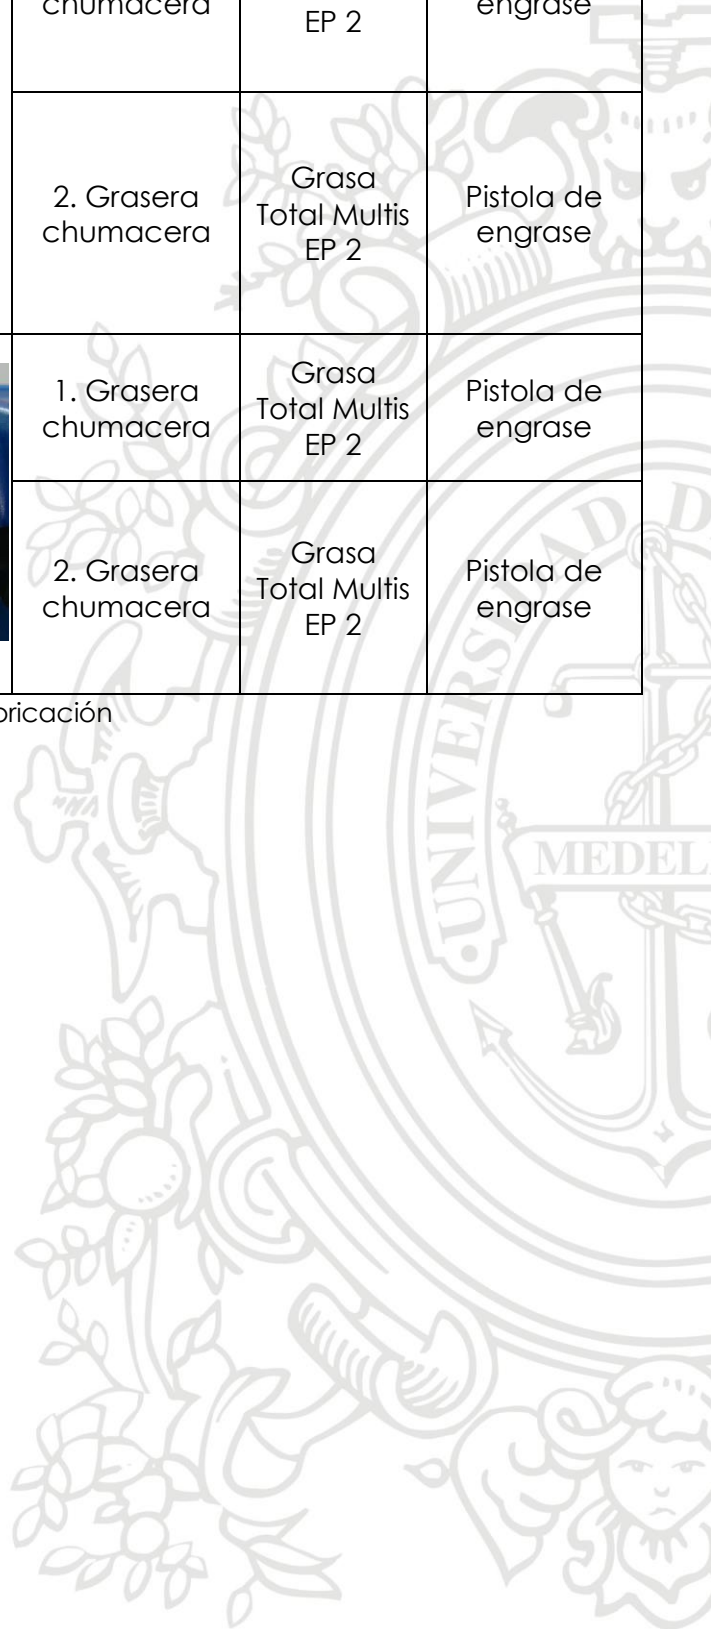 chumacera
EP 2
engrase
2. Grasera
chumacera
Grasa
Total Multis
EP 2
Pistola de
engrase
1. Grasera
chumacera
Grasa
Total Multis
EP 2
Pistola de
engrase
2. Grasera
chumacera
Grasa
Total Multis
EP 2
Pistola de
engrase
bricación
UNIVERSIDAD D
MEDEL